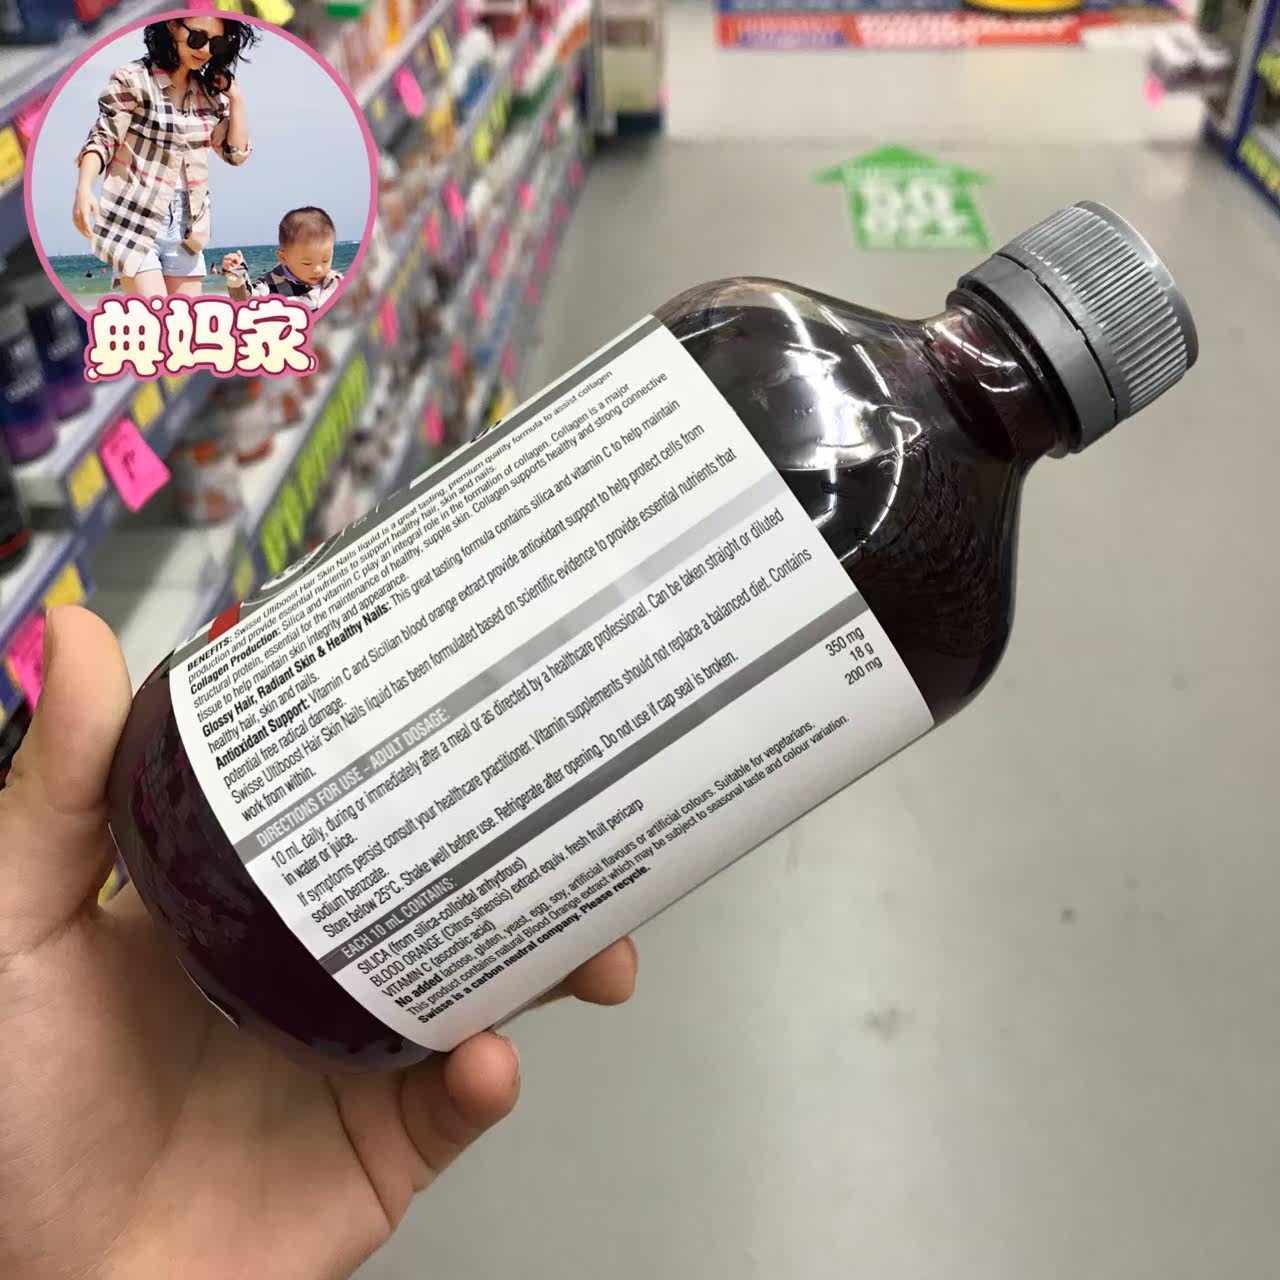 典妈家
50
OFF
BENEFITS: Swisse Ultiboost Hair Skin Nails liquid is a great tasting, premium quality formula to assist collagen
production and provide essential nutrients to support healthy hair, skin and nails.
Collagen Production: Silica and vitamin C play an integral role in the formation of collagen. Collagen is a major
structural protein, essential for the maintenance of healthy, supple skin. Collagen supports healthy and strong connective
tissue to help maintain skin integrity and appearance.
Glossy Hair, Radiant Skin & Healthy Nails: This great tasting formula contains silica and vitamin C to help maintain
healthy hair, skin and nails.
Antioxidant Support: Vitamin C and Sicilian blood orange extract provide antioxidant support to help protect cells from
potential free radical damage.
Swisse Ultiboost Hair Skin Nails liquid has been formulated based on scientific evidence to provide essential nutrients that
work from within.
DIRECTIONS FOR USE – ADULT DOSAGE:
10 mL daily, during or immediately after a meal or as directed by a healthcare professional. Can be taken straight or diluted
in water or juice.
If symptoms persist consult your healthcare practitioner. Vitamin supplements should not replace a balanced diet. Contains
sodium benzoate.
Store below 25°C. Shake well before use. Refrigerate after opening. Do not use if cap seal is broken.
EACH 10 mL CONTAINS:
SILICA (from silica-colloidal anhydrous) 350 mg
BLOOD ORANGE (Citrus sinensis) extract equiv. fresh fruit pericarp 18 g
VITAMIN C (ascorbic acid) 200 mg
No added lactose, gluten, yeast, egg, soy, artificial flavours or artificial colours. Suitable for vegetarians.
This product contains natural Blood Orange extract which may be subject to seasonal taste and colour variation.
Swisse is a carbon neutral company. Please recycle.